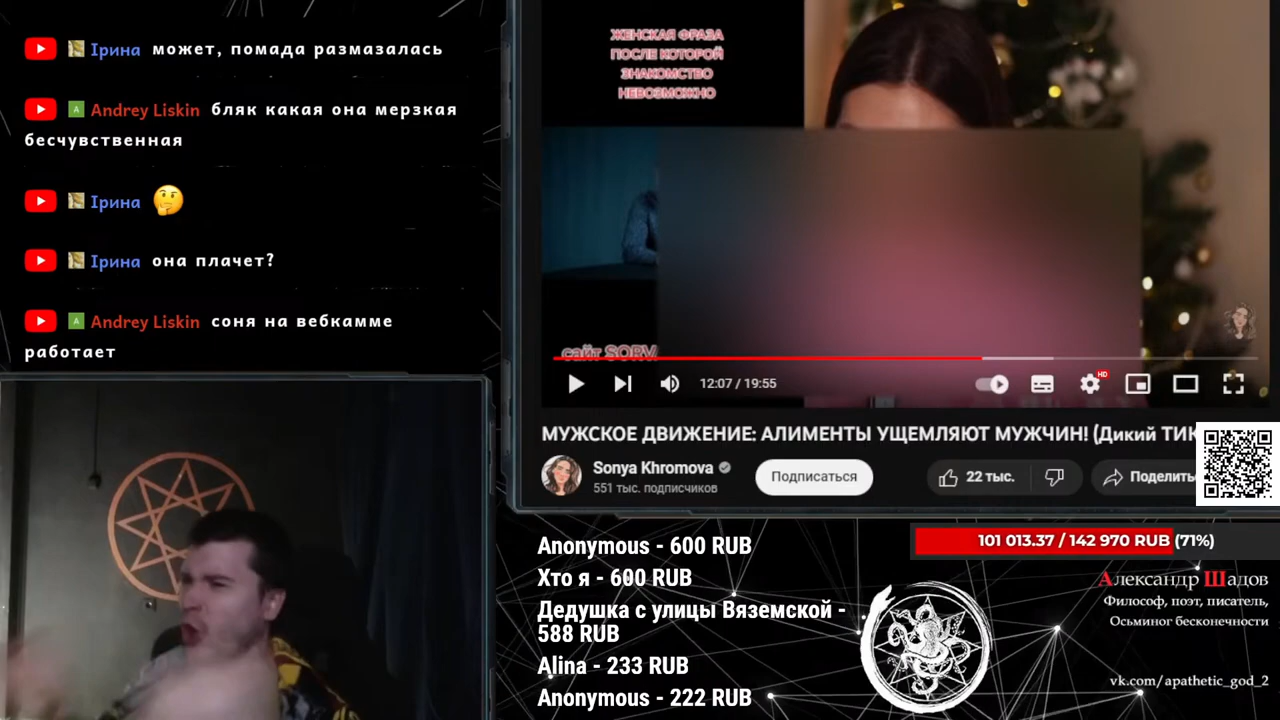 Ірина может, помада размазалась
Andrey Liskin бляк какая она мерзкая
бесчувственная
Ірина 🤔
Ірина она плачет?
Andrey Liskin соня на вебкамме
работает
ЖЕНСКАЯ ФРАЗА
ПОСЛЕ КОТОРОЙ
ЗНАКОМСТВО
НЕВОЗМОЖНО
сайт SORV
12:07 / 19:55
HD
МУЖСКОЕ ДВИЖЕНИЕ: АЛИМЕНТЫ УЩЕМЛЯЮТ МУЖЧИН! (Дикий ТИК
Sonya Khromova
551 тыс. подписчиков
Подписаться
22 тыс.
Поделить
Anonymous - 600 RUB
Хто я - 600 RUB
Дедушка с улицы Вяземской -
588 RUB
Alina - 233 RUB
Anonymous - 222 RUB
101 013.37 / 142 970 RUB (71%)
Александр Шадов
Философ, поэт, писатель,
Осьминог бесконечности
vk.com/apathetic_god_2